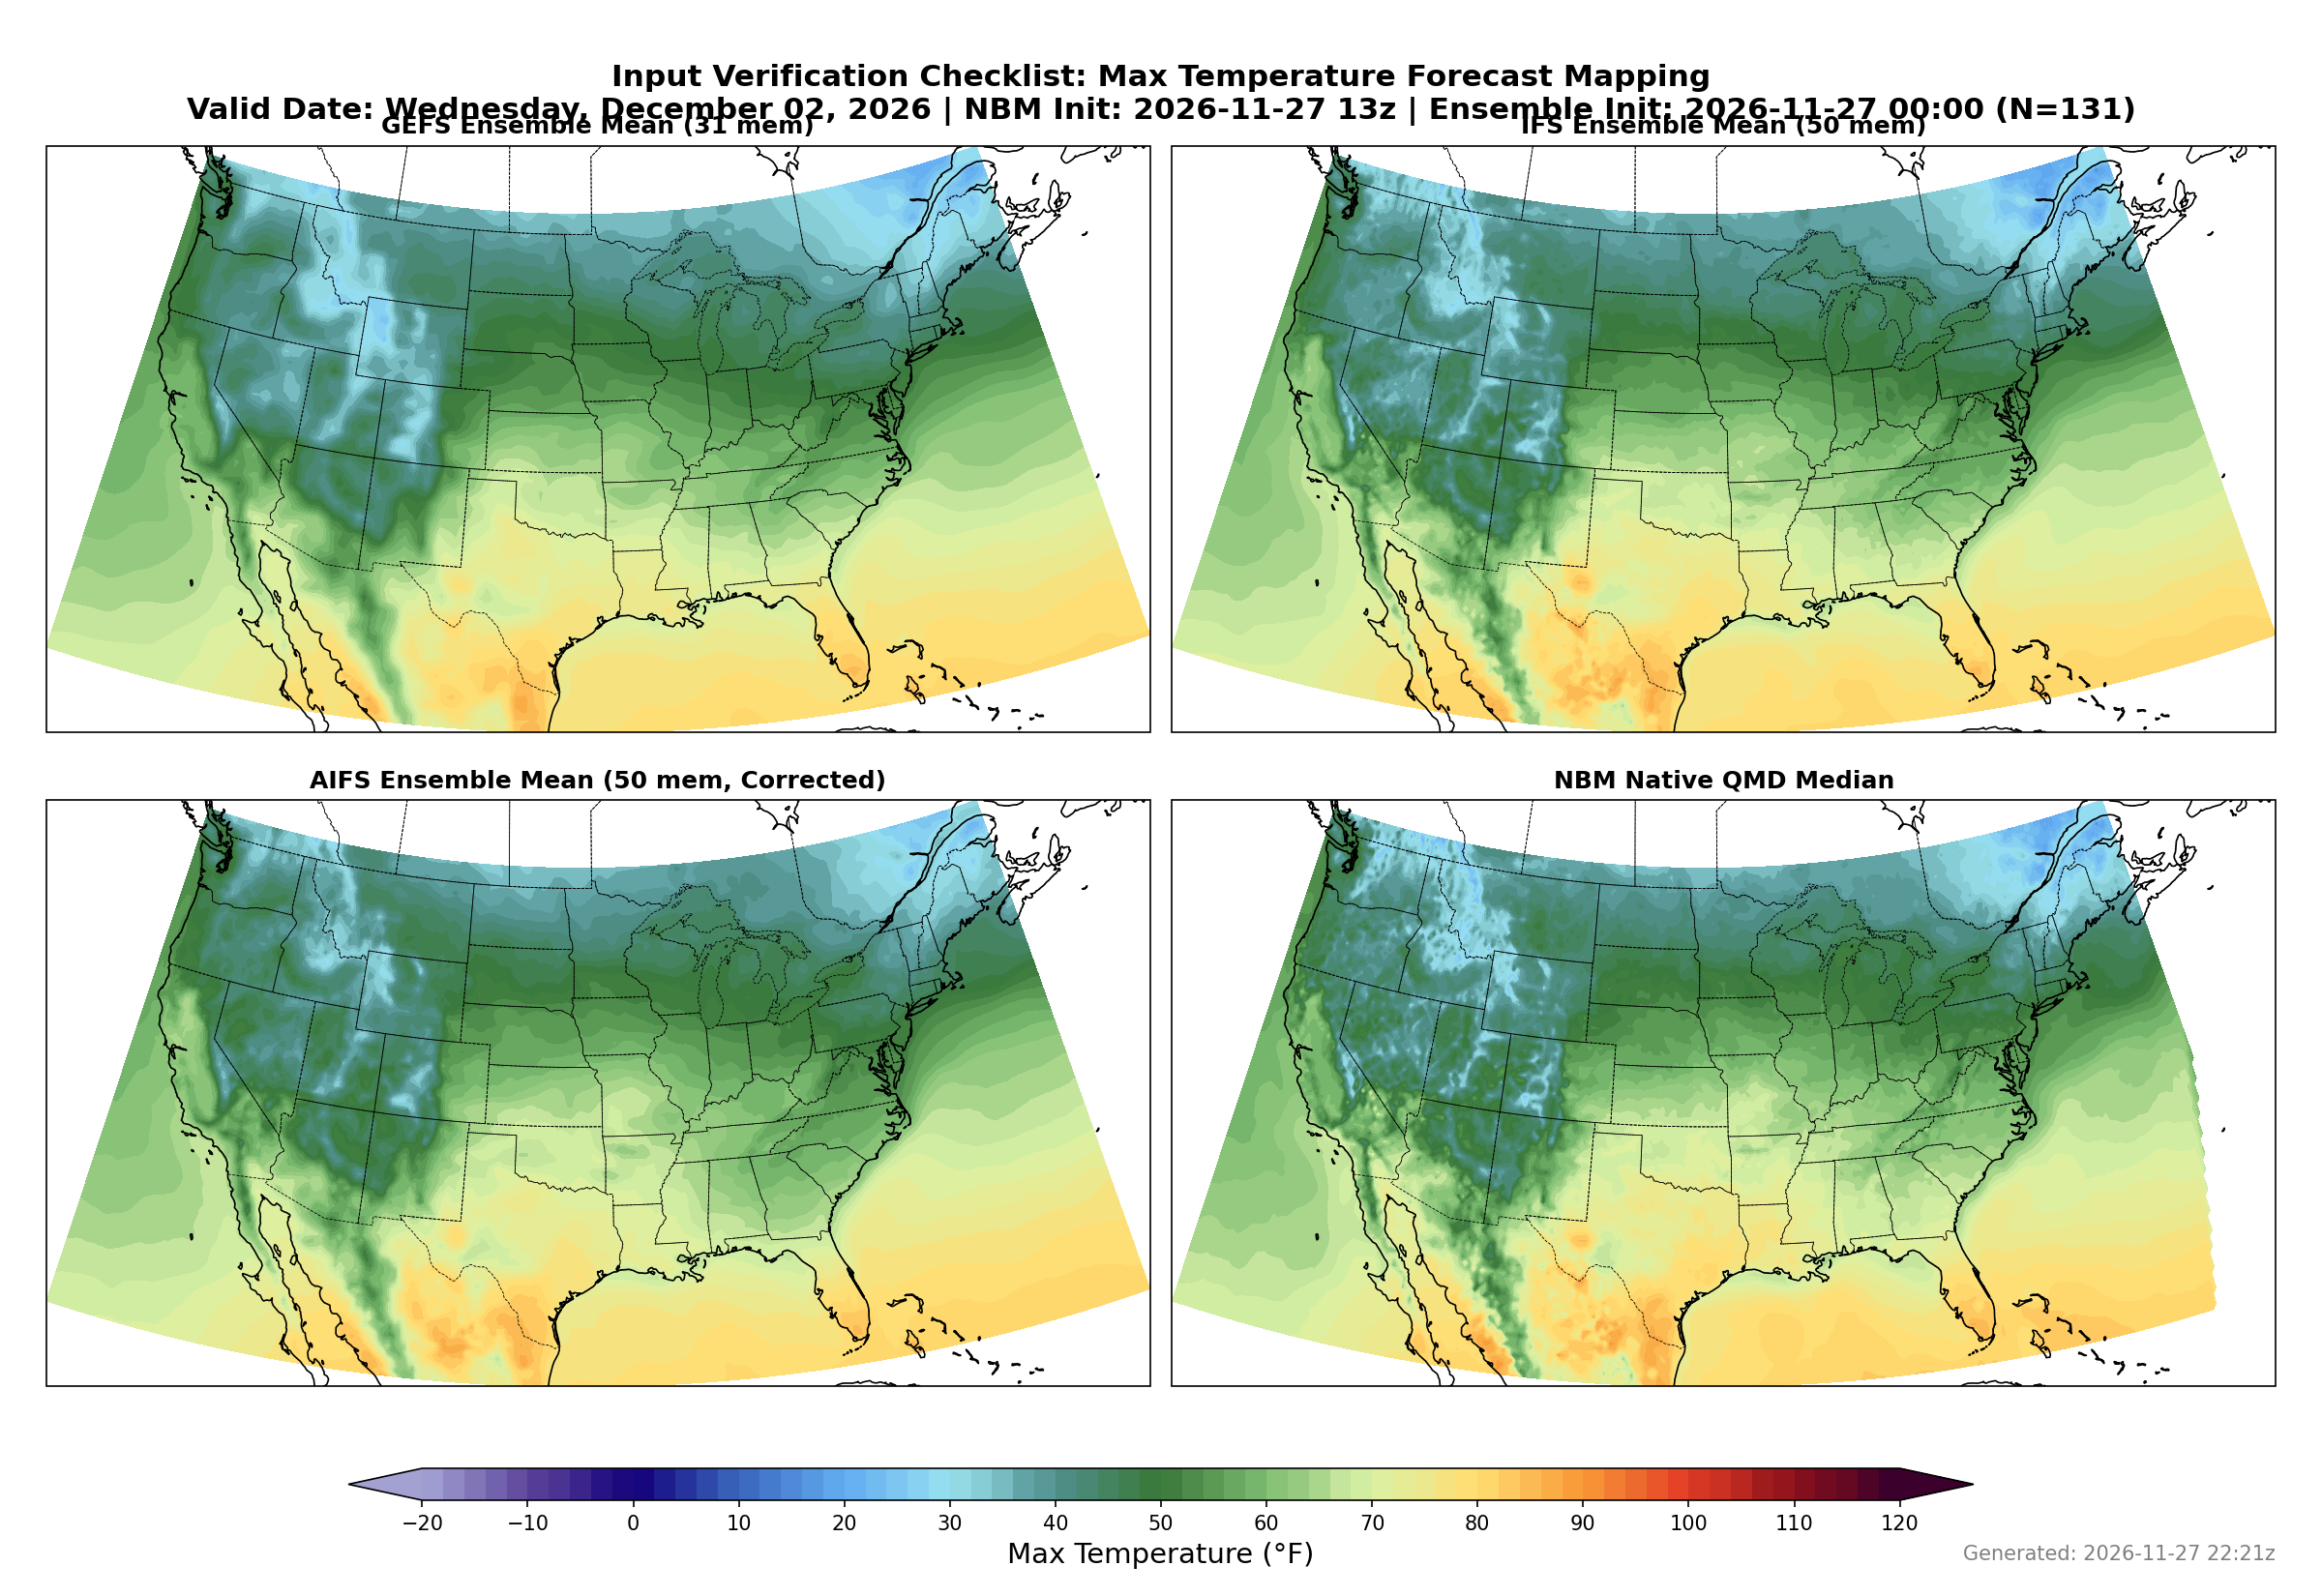 Input Verification Checklist: Max Temperature Forecast Mapping
Valid Date: Wednesday, December 02, 2026 | NBM Init: 2026-11-27 13z | Ensemble Init: 2026-11-27 00:00 (N=131)
GEFS Ensemble Mean (31 mem)
IFS Ensemble Mean (50 mem)
AIFS Ensemble Mean (50 mem, Corrected)
NBM Native QMD Median
−20 −10 0 10 20 30 40 50 60 70 80 90 100 110 120
Max Temperature (°F)
Generated: 2026-11-27 22:21z